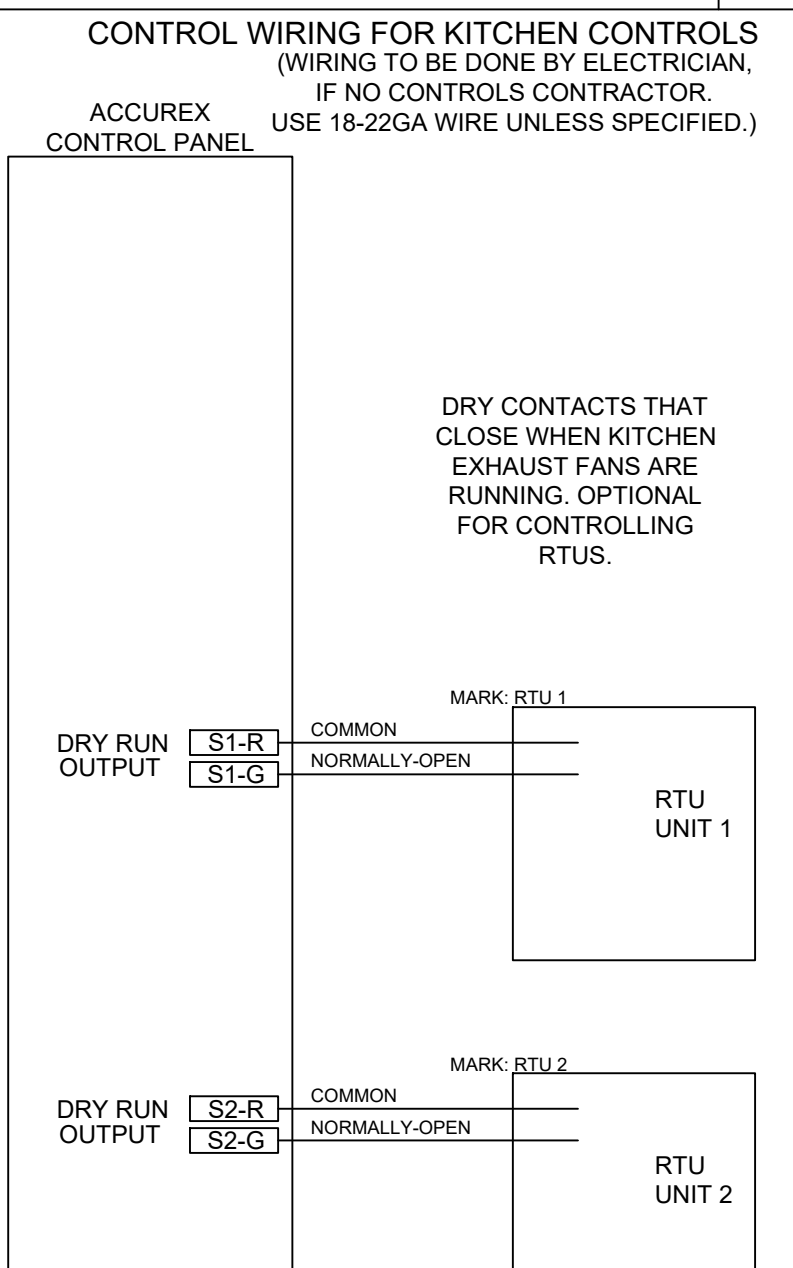 CONTROL WIRING FOR KITCHEN CONTROLS
(WIRING TO BE DONE BY ELECTRICIAN,
IF NO CONTROLS CONTRACTOR.
USE 18-22GA WIRE UNLESS SPECIFIED.)
ACCUREX
CONTROL PANEL
DRY CONTACTS THAT
CLOSE WHEN KITCHEN
EXHAUST FANS ARE
RUNNING. OPTIONAL
FOR CONTROLLING
RTUS.
MARK: RTU 1
DRY RUN
OUTPUT
S1-R
S1-G
COMMON
NORMALLY-OPEN
RTU
UNIT 1
MARK: RTU 2
DRY RUN
OUTPUT
S2-R
S2-G
COMMON
NORMALLY-OPEN
RTU
UNIT 2